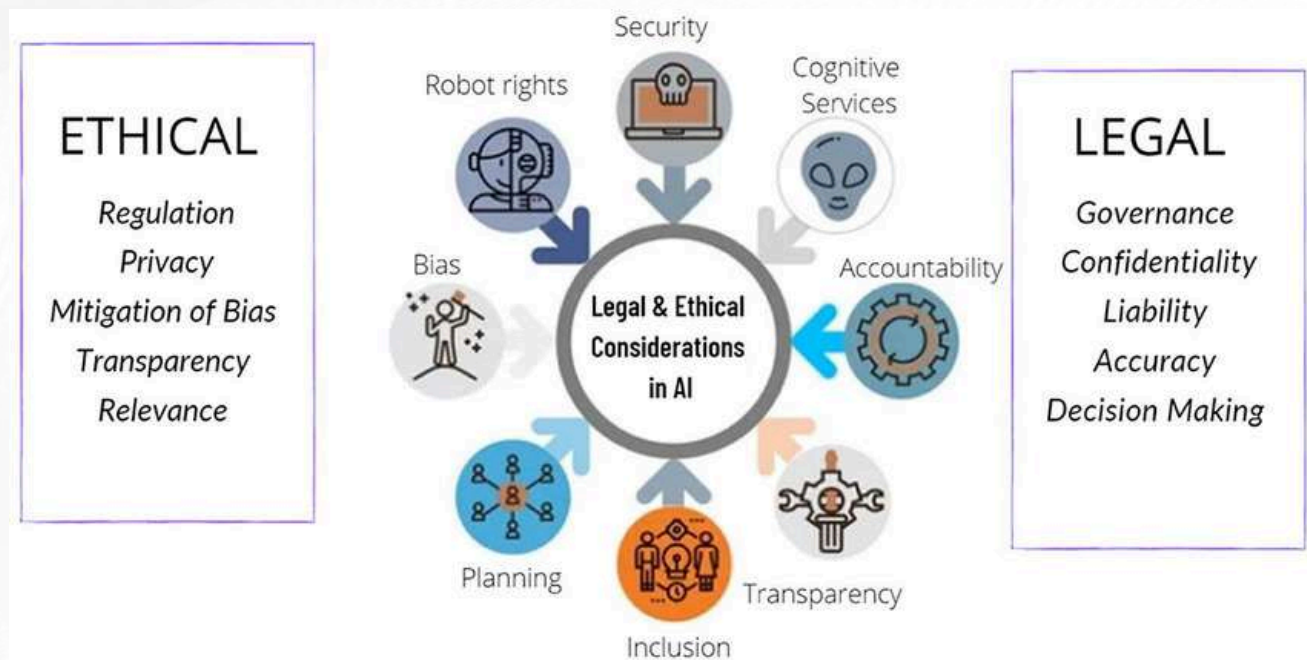 ETHICAL
Regulation
Privacy
Mitigation of Bias
Transparency
Relevance
Security
Robot rights
Cognitive
Services
Bias
Accountability
Legal & Ethical
Considerations
in AI
Planning
Transparency
Inclusion
LEGAL
Governance
Confidentiality
Liability
Accuracy
Decision Making